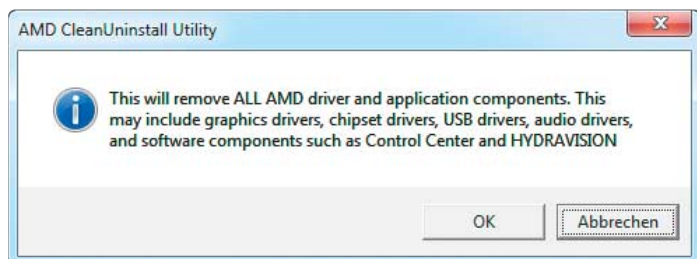 AMD CleanUninstall Utility
This will remove ALL AMD driver and application components. This
may include graphics drivers, chipset drivers, USB drivers, audio drivers,
and software components such as Control Center and HYDRAVISION
OK
Abbrechen